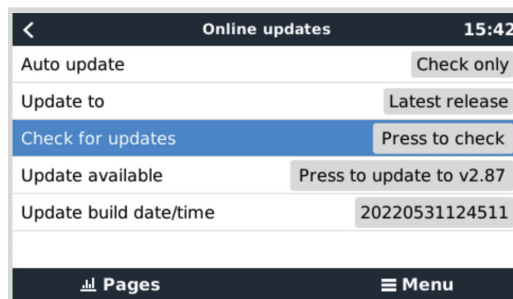 Online updates 15:42
Auto update Check only
Update to Latest release
Check for updates Press to check
Update available Press to update to v2.87
Update build date/time 20220531124511
Pages Menu